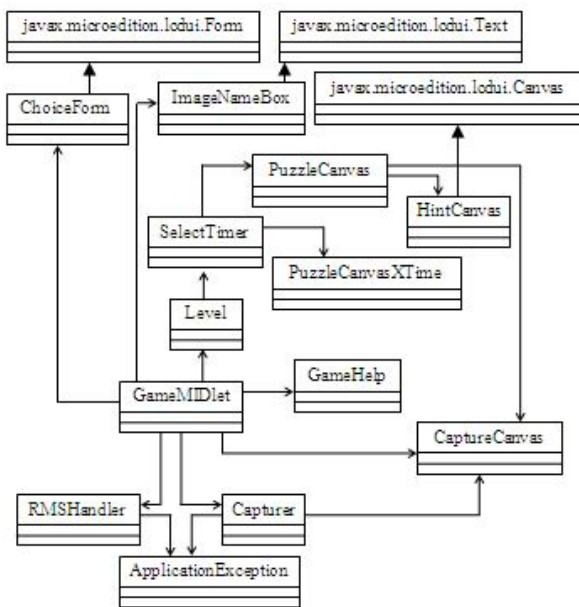 javax.microedition.lcdui.Form
javax.microedition.lcdui.Text
javax.microedition.lcdui.Canvas
ChoiceForm
ImageNameBox
PuzzleCanvas
HintCanvas
SelectTimer
PuzzleCanvasXTime
Level
GameHelp
GameMIDlet
CaptureCanvas
RMSHandler
Capturer
ApplicationException